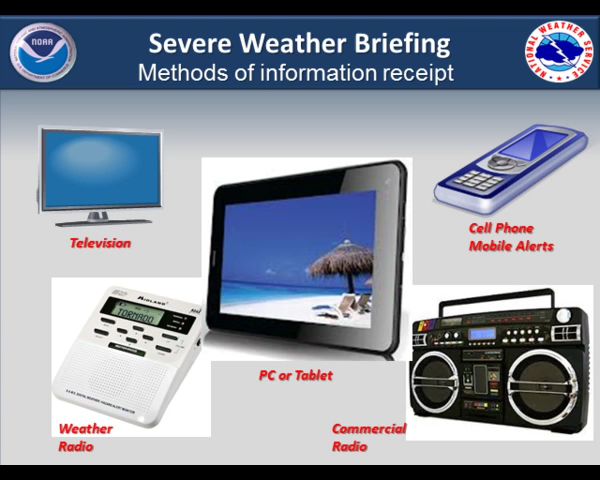 NOAA
Severe Weather Briefing
Methods of information receipt
NATIONAL WEATHER SERVICE
Television
Cell Phone
Mobile Alerts
MIDLAND
TORNADO
PC or Tablet
Weather
Radio
Commercial
Radio